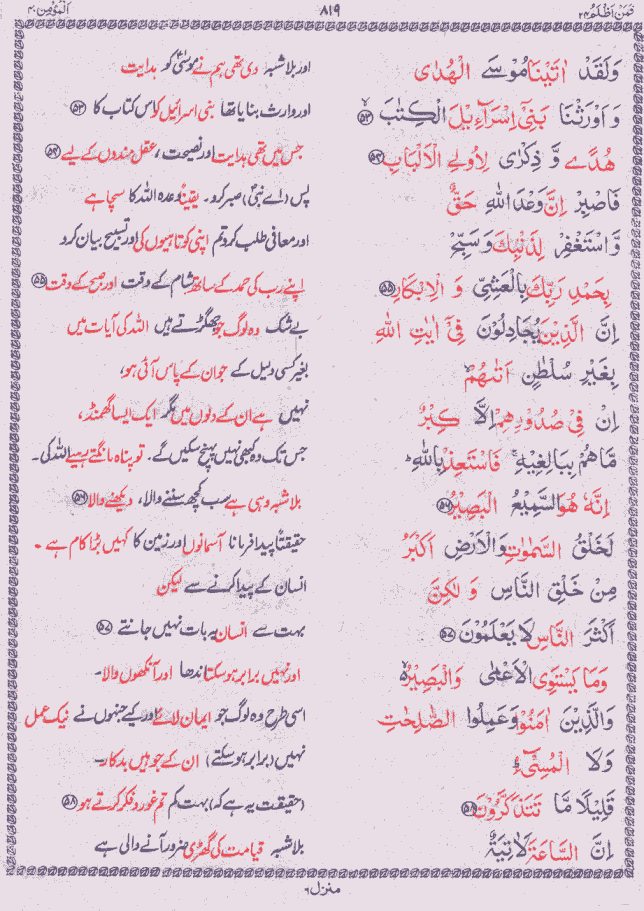 فَمَنْ اَظْلَمُ ۲۴
۸۱۹
اَلْمُؤْمِن ۴۰
وَلَقَدْ اٰتَيْنَا مُوْسَى الْهُدٰى
اور بلاشبہ دی تھی ہم نے موسٰیؑ کو ہدایت
وَ اَوْرَثْنَا بَنِيْٓ اِسْرَآءِيْلَ الْكِتٰبَ ۙ﴿۵۳﴾
اور وارث بنایا تھا بنی اسرائیل کو اس کتاب کا ﴿۵۳﴾
هُدًى وَّ ذِكْرٰى لِاُولِي الْاَلْبَابِ ﴿۵۴﴾
جس میں تھی ہدایت اور نصیحت، عقل مندوں کے لیے ﴿۵۴﴾
فَاصْبِرْ اِنَّ وَعْدَ اللّٰهِ حَقٌّ
پس (اے نبیؐ) صبر کرو۔ یقیناً وعدہ اللہ کا سچا ہے
وَّ اسْتَغْفِرْ لِذَنْۢبِكَ وَ سَبِّحْ
اور معافی طلب کرو تم اپنی کوتاہیوں کی اور تسبیح بیان کرو
بِحَمْدِ رَبِّكَ بِالْعَشِيِّ وَ الْاِبْكَارِ ﴿۵۵﴾
اپنے رب کی حمد کے ساتھ شام کے وقت اور صبح کے وقت ﴿۵۵﴾
اِنَّ الَّذِيْنَ يُجَادِلُوْنَ فِيْٓ اٰيٰتِ اللّٰهِ
بے شک وہ لوگ جو جھگڑتے ہیں اللہ کی آیات میں
بِغَيْرِ سُلْطٰنٍ اَتٰىهُمْ ۙ
بغیر کسی دلیل کے جو ان کے پاس آئی ہو،
اِنْ فِيْ صُدُوْرِهِمْ اِلَّا كِبْرٌ
نہیں ہے ان کے دلوں میں مگر ایک ایسا گھمنڈ،
مَّا هُمْ بِبَالِغِيْهِ ۚ فَاسْتَعِذْ بِاللّٰهِ ؕ
جس تک وہ کبھی نہیں پہنچ سکیں گے۔ تو پناہ مانگتے رہیے اللہ کی۔
اِنَّهٗ هُوَ السَّمِيْعُ الْبَصِيْرُ ﴿۵۶﴾
بلاشبہ وہی ہے سب کچھ سننے والا، دیکھنے والا ﴿۵۶﴾
لَخَلْقُ السَّمٰوٰتِ وَالْاَرْضِ اَكْبَرُ
حقیقتاً پیدا فرمانا آسمانوں اور زمین کا کہیں بڑا کام ہے۔
مِنْ خَلْقِ النَّاسِ وَ لٰكِنَّ
انسان کے پیدا کرنے سے لیکن
اَكْثَرَ النَّاسِ لَا يَعْلَمُوْنَ ﴿۵۷﴾
بہت سے انسان یہ بات نہیں جانتے ﴿۵۷﴾
وَمَا يَسْتَوِي الْاَعْمٰى وَالْبَصِيْرُ ۙ
اور نہیں برابر ہو سکتا اندھا اور آنکھوں والا۔
وَالَّذِيْنَ اٰمَنُوْا وَعَمِلُوا الصّٰلِحٰتِ
اسی طرح وہ لوگ جو ایمان لائے اور کیے جنہوں نے نیک عمل
وَلَا الْمُسِيْٓءُ ؕ
نہیں (برابر ہو سکتے) ان کے جو ہیں بدکار۔
قَلِيْلًا مَّا تَتَذَكَّرُوْنَ ﴿۵۸﴾
(حقیقت یہ ہے کہ) بہت کم تم غور و فکر کرتے ہو ﴿۵۸﴾
اِنَّ السَّاعَةَ لَاٰتِيَةٌ
بلاشبہ قیامت کی گھڑی ضرور آنے والی ہے
منزل ۶